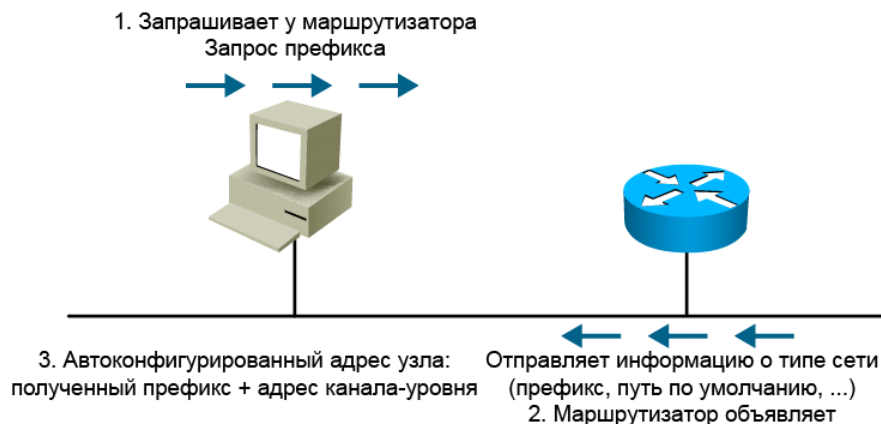 1. Запрашивает у маршрутизатора
Запрос префикса
3. Автоконфигурированный адрес узла:
полученный префикс + адрес канала-уровня
Отправляет информацию о типе сети
(префикс, путь по умолчанию, ...)
2. Маршрутизатор объявляет